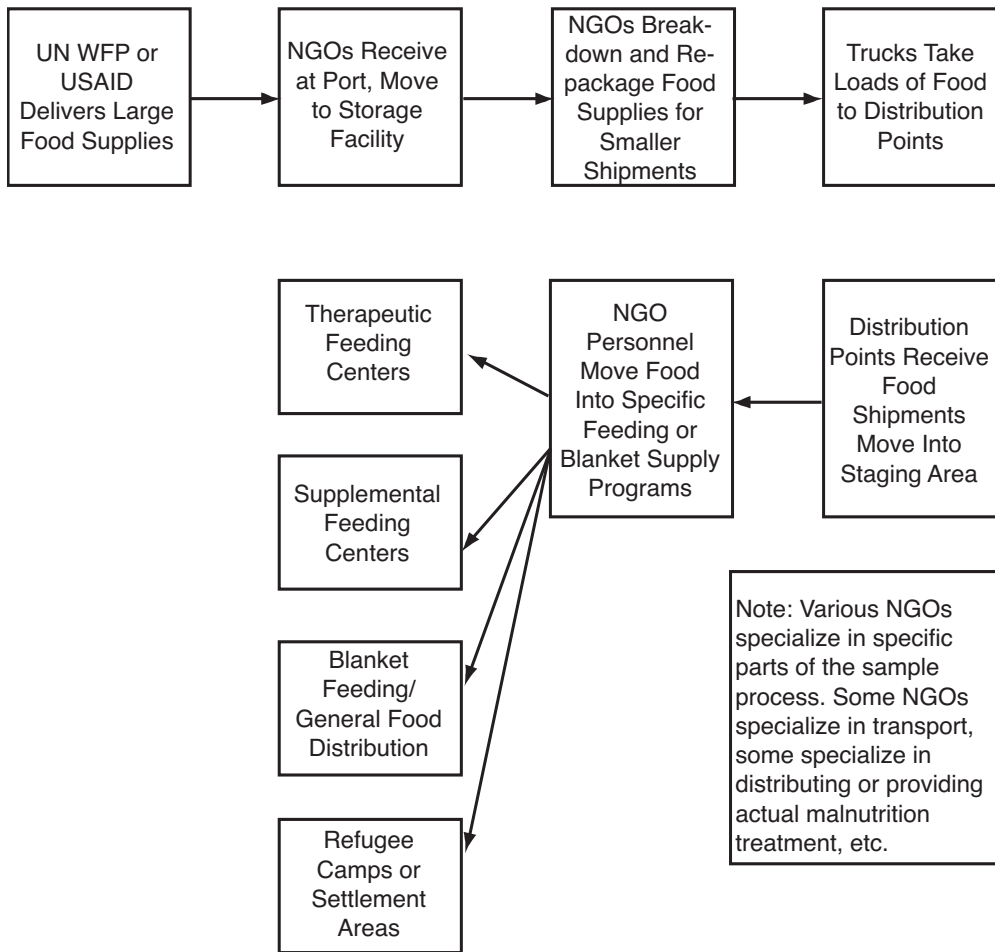 UN WFP or
USAID
Delivers Large
Food Supplies
NGOs Receive
at Port, Move
to Storage
Facility
NGOs Break-
down and Re-
package Food
Supplies for
Smaller
Shipments
Trucks Take
Loads of Food
to Distribution
Points
Distribution
Points Receive
Food
Shipments
Move Into
Staging Area
NGO
Personnel
Move Food
Into Specific
Feeding or
Blanket Supply
Programs
Therapeutic
Feeding
Centers
Supplemental
Feeding
Centers
Blanket
Feeding/
General Food
Distribution
Refugee
Camps or
Settlement
Areas
Note: Various NGOs
specialize in specific
parts of the sample
process. Some NGOs
specialize in transport,
some specialize in
distributing or providing
actual malnutrition
treatment, etc.